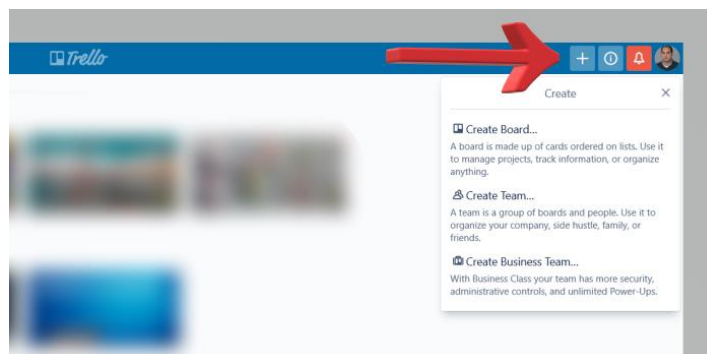 Trello
Create
Create Board...
A board is made up of cards ordered on lists. Use it
to manage projects, track information, or organize
anything.
Create Team...
A team is a group of boards and people. Use it to
organize your company, side hustle, family, or
friends.
Create Business Team...
With Business Class your team has more security,
administrative controls, and unlimited Power-Ups.